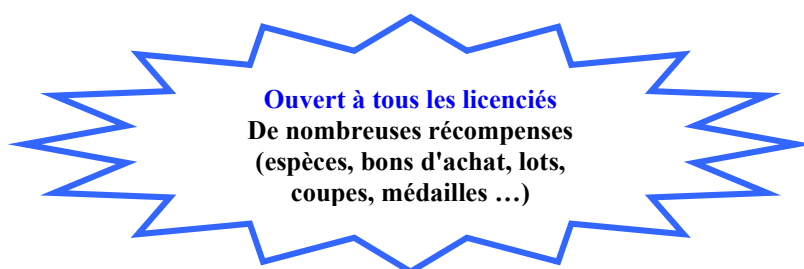 Ouvert à tous les licenciés
De nombreuses récompenses
(espèces, bons d'achat, lots,
coupes, médailles …)